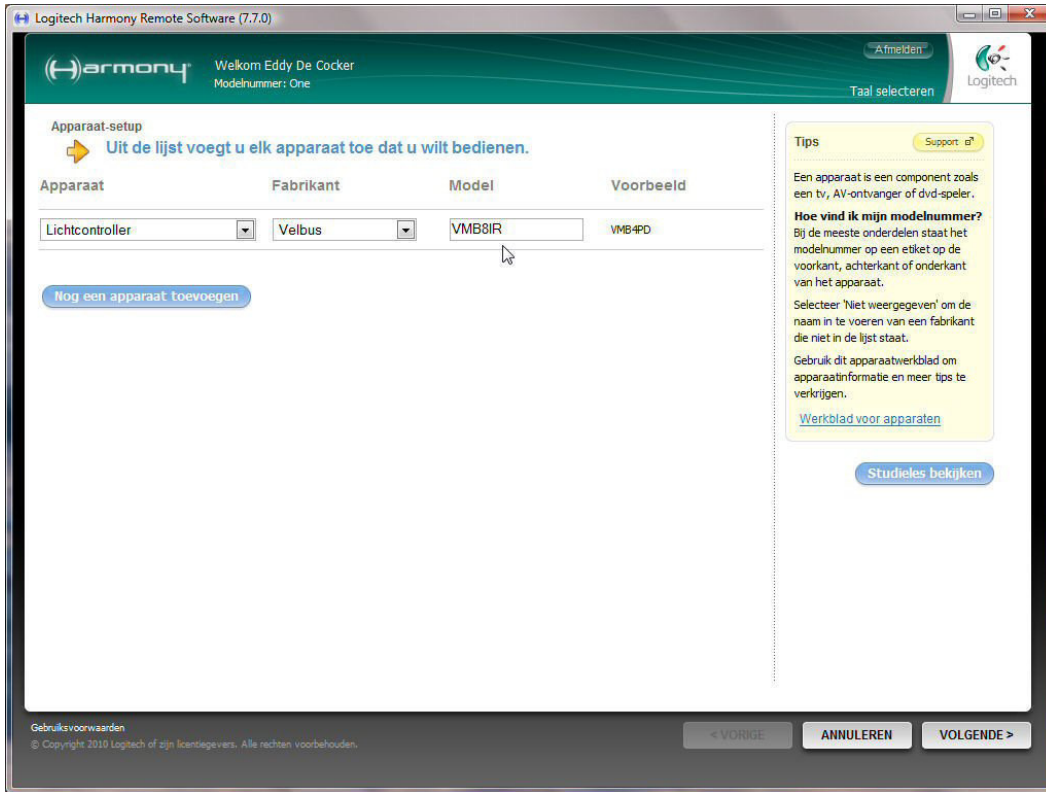 Logitech Harmony Remote Software (7.7.0)
Harmony
Welkom Eddy De Cocker
Modelnummer: One
Afmelden
Taal selecteren
Logitech
Apparaat-setup
Uit de lijst voegt u elk apparaat toe dat u wilt bedienen.
Apparaat Fabrikant Model Voorbeeld
Lichtcontroller Velbus VMB8IR VMB4PD
Nog een apparaat toevoegen
Tips
Support
Een apparaat is een component zoals
een tv, AV-ontvanger of dvd-speler.
Hoe vind ik mijn modelnummer?
Bij de meeste onderdelen staat het
modelnummer op een etiket op de
voorkant, achterkant of onderkant
van het apparaat.
Selecteer 'Niet weergegeven' om de
naam in te voeren van een fabrikant
die niet in de lijst staat.
Gebruik dit apparaatwerkblad om
apparaatinformatie en meer tips te
verkrijgen.
Werkblad voor apparaten
Studieles bekijken
Gebruiksvoorwaarden
© Copyright 2010 Logitech of zijn licentiegevers. Alle rechten voorbehouden.
< VORIGE
ANNULEREN
VOLGENDE >